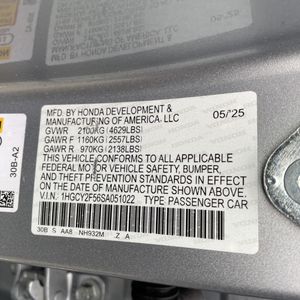 MFD. BY HONDA DEVELOPMENT & 05/25
MANUFACTURING OF AMERICA, LLC
GVWR 2100KG (4629LBS)
GAWR F 1160KG (2557LBS)
GAWR R 970KG (2138LBS)
THIS VEHICLE CONFORMS TO ALL APPLICABLE
FEDERAL MOTOR VEHICLE SAFETY, BUMPER,
AND THEFT PREVENTION STANDARDS IN EFFECT
ON THE DATE OF MANUFACTURE SHOWN ABOVE.
V.I.N.: 1HGCY2F56SA051022 TYPE: PASSENGER CAR
30B S AA8 NH932M Z A
30B-A2